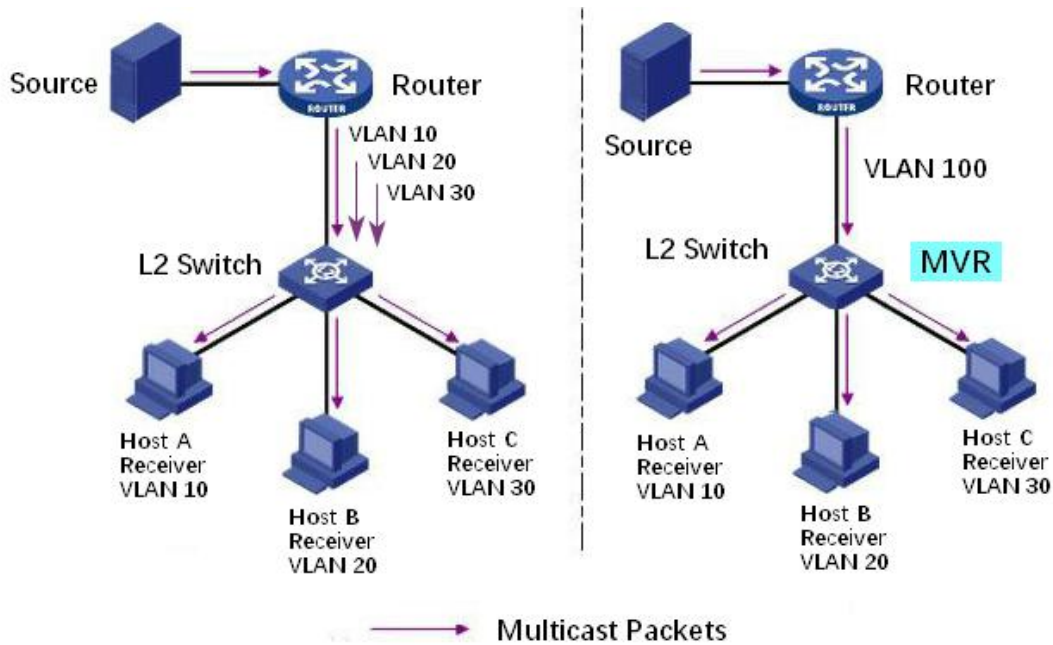 Source
Router
ROUTER
VLAN 10
VLAN 20
VLAN 30
L2 Switch
Host A
Receiver
VLAN 10
Host B
Receiver
VLAN 20
Host C
Receiver
VLAN 30
Source
Router
ROUTER
VLAN 100
L2 Switch
MVR
Host A
Receiver
VLAN 10
Host B
Receiver
VLAN 20
Host C
Receiver
VLAN 30
Multicast Packets